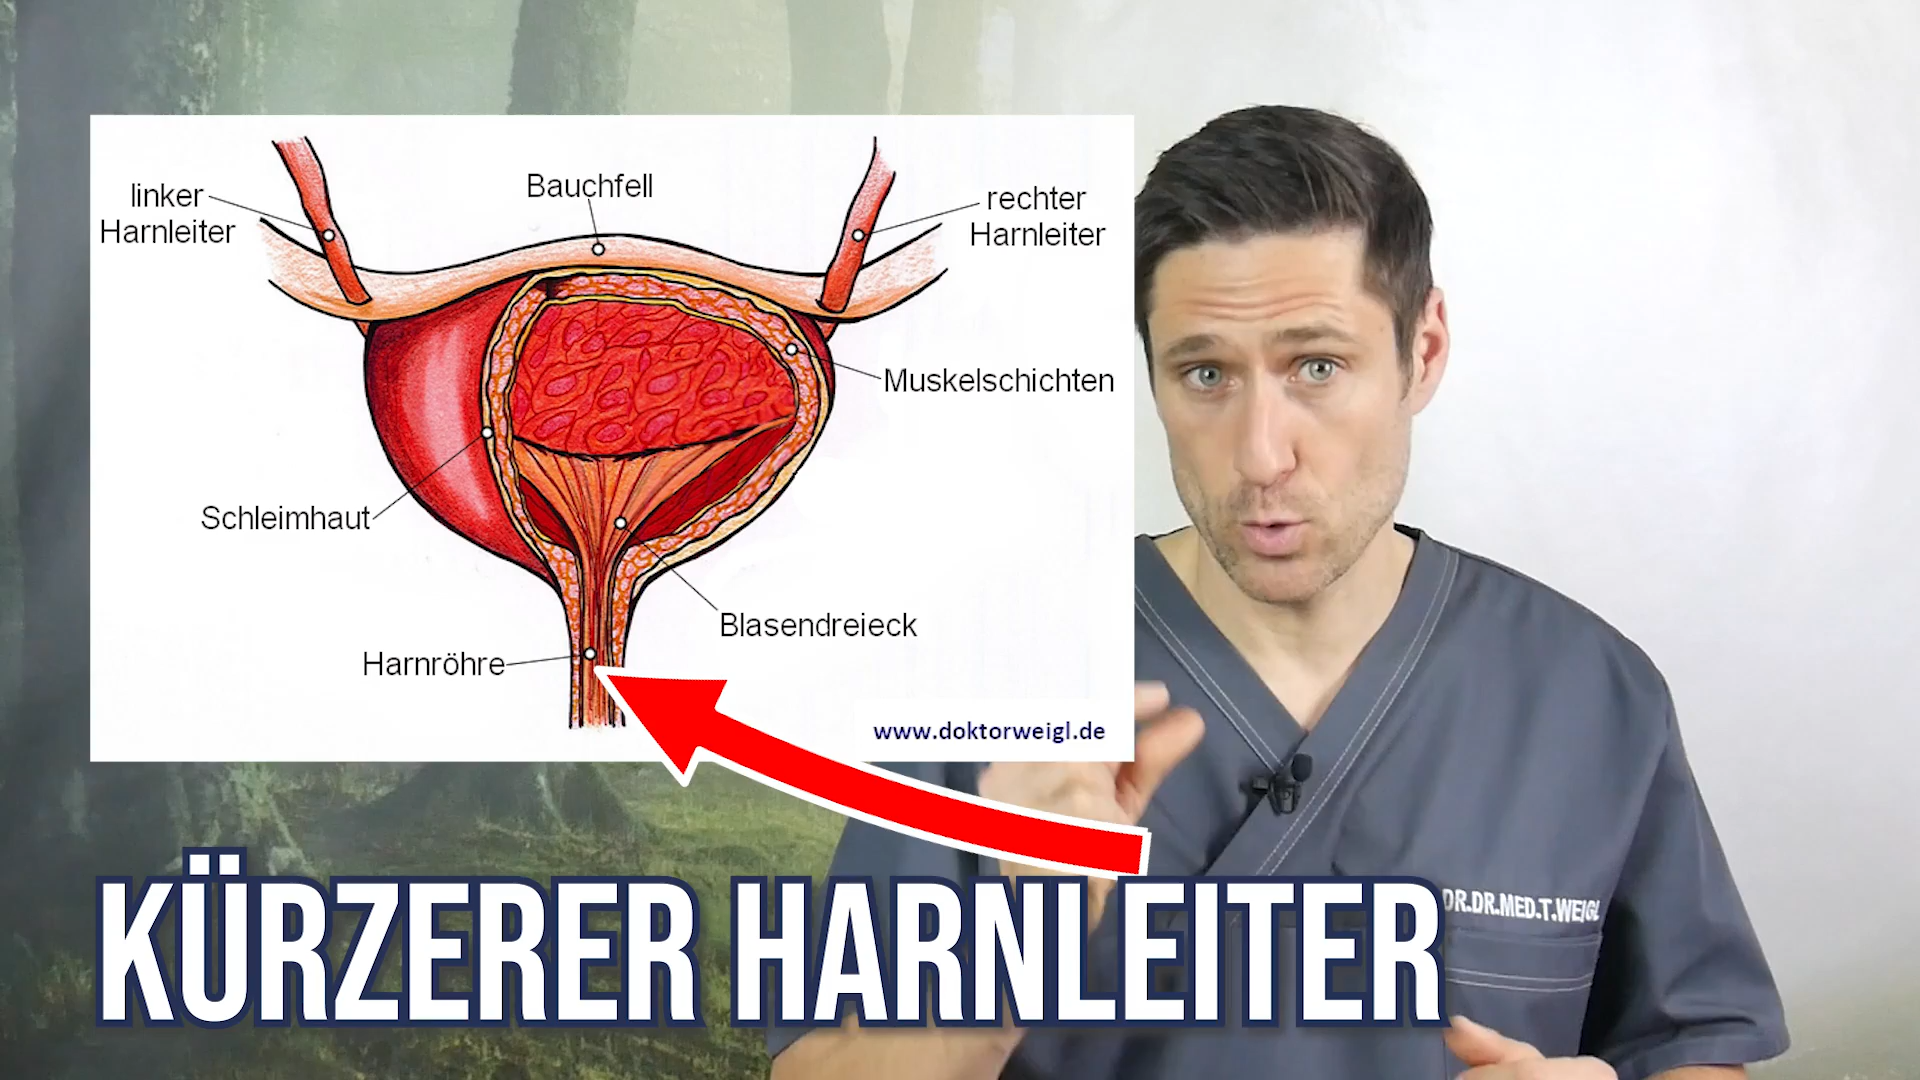 linker
Harnleiter
Bauchfell
rechter
Harnleiter
Muskelschichten
Schleimhaut
Blasendreieck
Harnröhre
www.doktorweigl.de
DR.DR.MED.T.WEIGL
KÜRZERER HARNLEITER